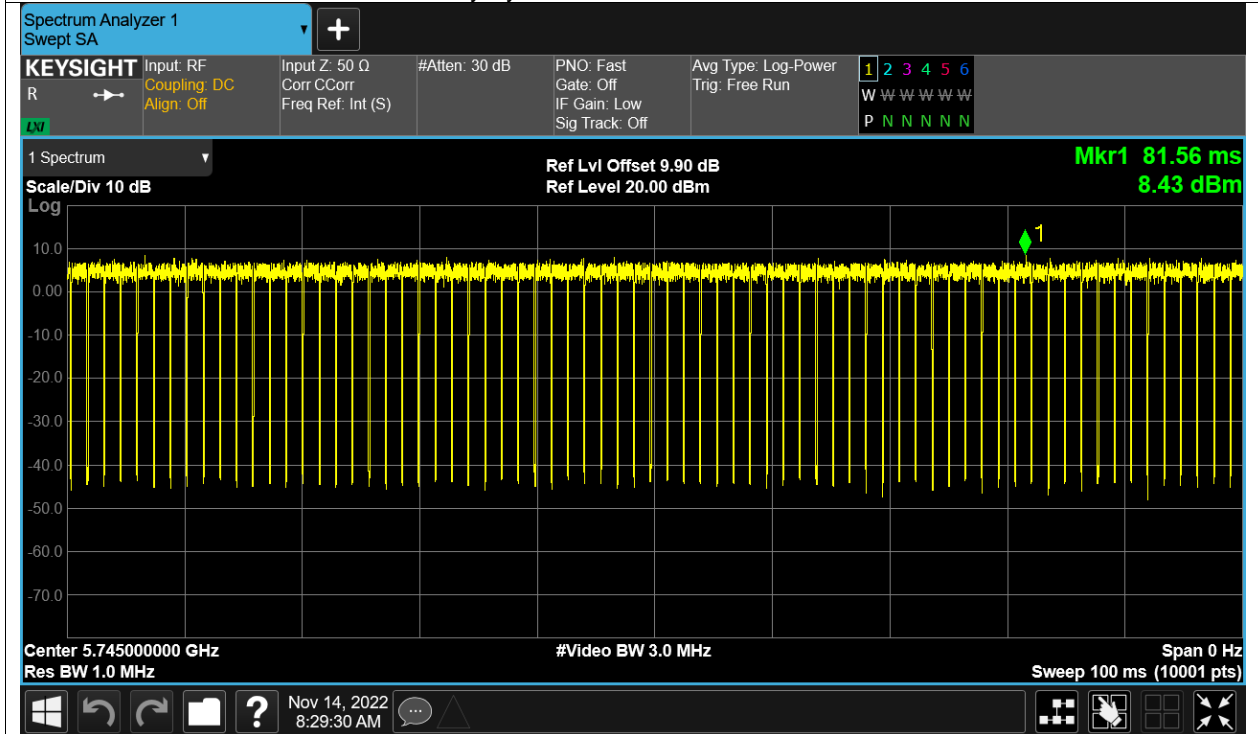 Spectrum Analyzer 1
Swept SA
+
KEYSIGHT
R
LXI
Input: RF
Coupling: DC
Align: Off
Input Z: 50 Ω
Corr CCorr
Freq Ref: Int (S)
#Atten: 30 dB
PNO: Fast
Gate: Off
IF Gain: Low
Sig Track: Off
Avg Type: Log-Power
Trig: Free Run
1 2 3 4 5 6
W W W W W W
P N N N N N
1 Spectrum
Scale/Div 10 dB
Ref Lvl Offset 9.90 dB
Ref Level 20.00 dBm
Mkr1 81.56 ms
8.43 dBm
Log
1
10.0
0.00
-10.0
-20.0
-30.0
-40.0
-50.0
-60.0
-70.0
Center 5.745000000 GHz
Res BW 1.0 MHz
#Video BW 3.0 MHz
Span 0 Hz
Sweep 100 ms (10001 pts)
?
Nov 14, 2022
8:29:30 AM